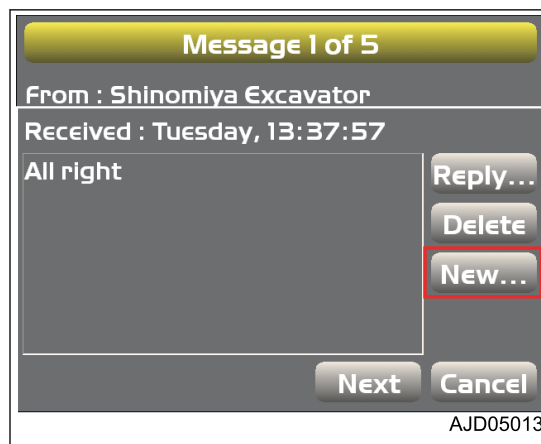 Message 1 of 5
From : Shinomiya Excavator
Received : Tuesday, 13:37:57
All right
Reply...
Delete
New...
Next
Cancel
AJD05013